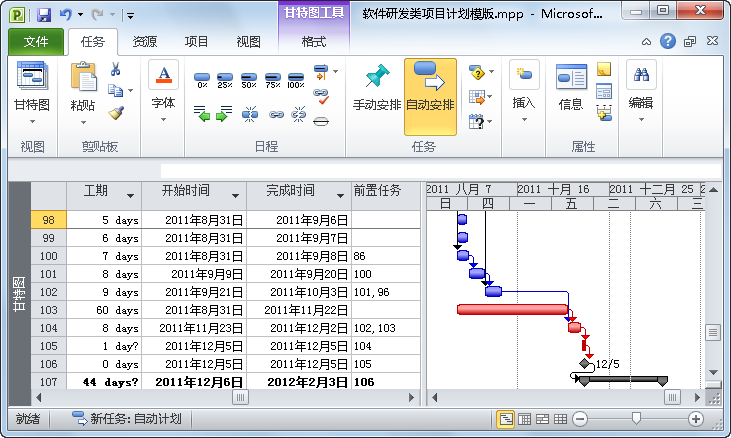 甘特图工具 软件研发类项目计划模版.mpp - Microsof...
文件 任务 资源 项目 视图 格式
0% 25% 50% 75% 100%
甘特图 粘贴 字体 手动安排 自动安排 插入 信息 编辑
视图 剪贴板 日程 任务 属性
工期 开始时间 完成时间 前置任务
2011 八月 7 2011 十月 16 2011 十二月 25
日 四 一 五 二 六 三
98 5 days 2011年8月31日 2011年9月6日
99 6 days 2011年8月31日 2011年9月7日
100 7 days 2011年8月31日 2011年9月8日 86
101 8 days 2011年9月9日 2011年9月20日 100
102 9 days 2011年9月21日 2011年10月3日 101,96
103 60 days 2011年8月31日 2011年11月22日
104 8 days 2011年11月23日 2011年12月2日 102,103
105 1 day? 2011年12月5日 2011年12月5日 104
106 0 days 2011年12月5日 2011年12月5日 105
12/5
107 44 days? 2011年12月6日 2012年2月3日 106
甘特图
就绪 新任务: 自动计划